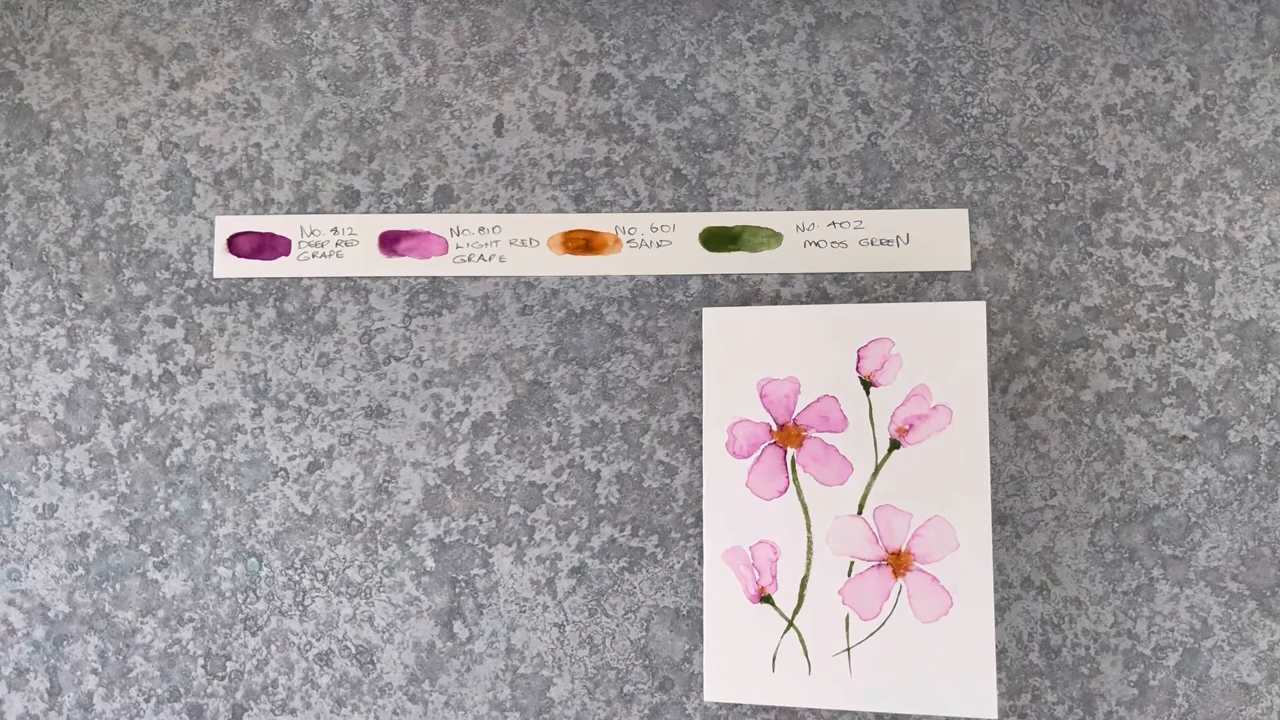 No. 812
DEEP RED
GRAPE
No. 810
LIGHT RED
GRAPE
No. 601
SAND
No. 402
MOSS GREEN